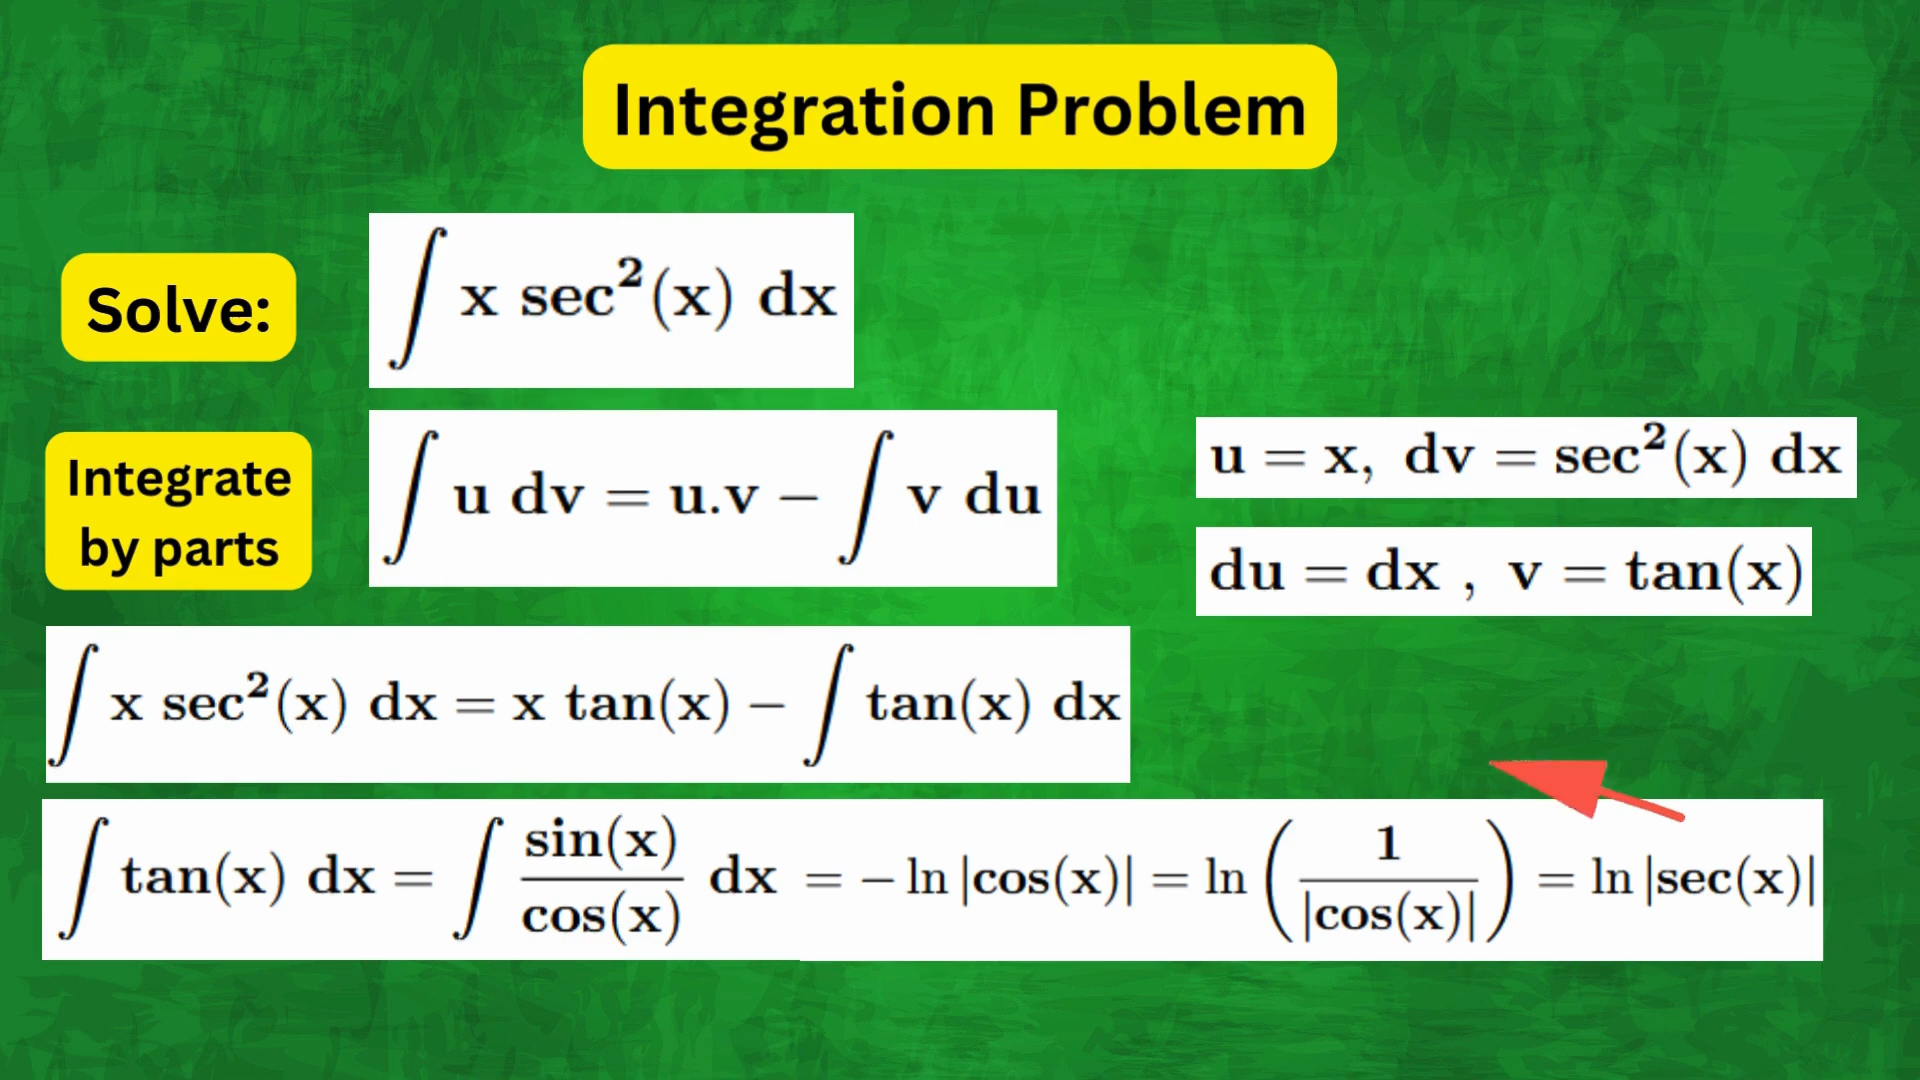 Integration Problem
Solve:
∫ x sec²(x) dx
Integrate
by parts
∫ u dv = u.v − ∫ v du
u = x, dv = sec²(x) dx
du = dx , v = tan(x)
∫ x sec²(x) dx = x tan(x) − ∫ tan(x) dx
∫ tan(x) dx = ∫ sin(x)/cos(x) dx = − ln |cos(x)| = ln (1/|cos(x)|) = ln |sec(x)|